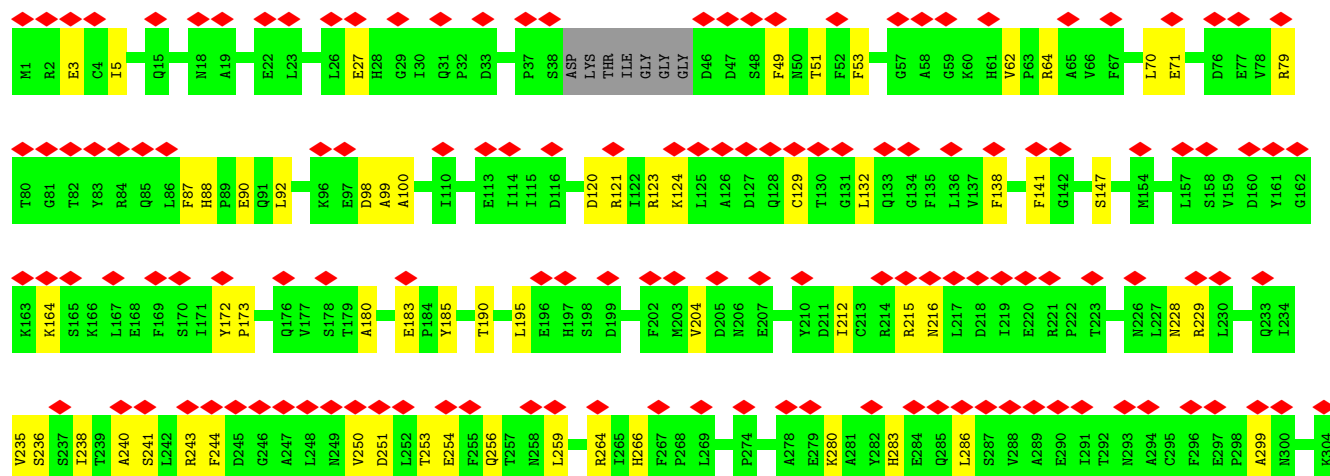 M1 R2 E3 C4 I5 Q15 N18 A19 E22 L23 L26 E27 H28 G29 I30 Q31 P32 D33 P37 S38 ASP LYS THR ILE GLY GLY GLY D46 D47 S48 F49 N50 T51 F52 F53 G57 A58 G59 K60 H61 V62 P63 R64 A65 V66 F67 L70 E71 D76 E77 V78 R79
T80 G81 T82 Y83 R84 Q85 L86 F87 H88 P89 E90 Q91 L92 K96 E97 D98 A99 A100 I110 E113 I114 I115 D116 D120 R121 I122 R123 K124 L125 A126 D127 Q128 C129 T130 G131 L132 Q133 G134 F135 L136 V137 F138 F141 G142 S147 M154 L157 S158 V159 D160 Y161 G162
K163 K164 S165 K166 L167 E168 F169 S170 I171 Y172 P173 Q176 V177 S178 T179 A180 E183 P184 Y185 T190 L195 E196 H197 S198 D199 F202 M203 V204 D205 N206 E207 Y210 D211 I212 C213 R214 R215 N216 L217 D218 I219 E220 R221 P222 T223 N226 L227 N228 R229 L230 Q233 I234
V235 S236 S237 I238 T239 A240 S241 L242 R243 F244 D245 G246 A247 L248 N249 V250 D251 L252 T253 E254 F255 Q256 T257 N258 L259 R264 I265 H266 F267 P268 L269 P274 A278 E279 K280 A281 Y282 H283 E284 Q285 L286 S287 V288 A289 E290 I291 T292 N293 A294 C295 F296 E297 P298 A299 N300 K304